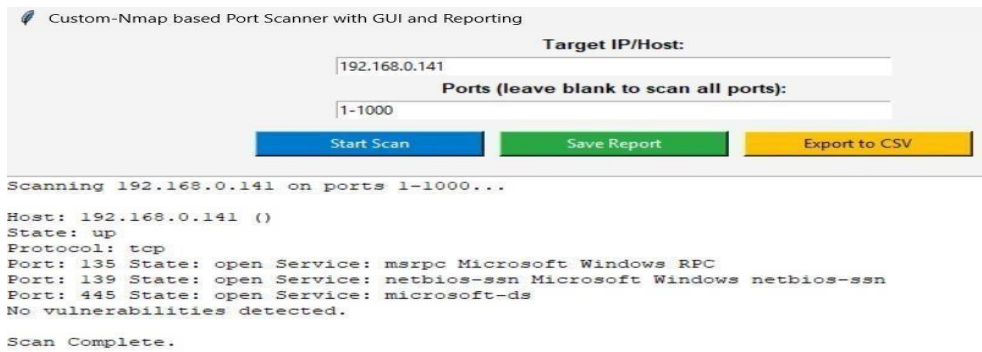 Custom-Nmap based Port Scanner with GUI and Reporting
Target IP/Host:
192.168.0.141
Ports (leave blank to scan all ports):
1-1000
Start Scan Save Report Export to CSV
Scanning 192.168.0.141 on ports 1-1000...
Host: 192.168.0.141 ()
State: up
Protocol: tcp
Port: 135 State: open Service: msrpc Microsoft Windows RPC
Port: 139 State: open Service: netbios-ssn Microsoft Windows netbios-ssn
Port: 445 State: open Service: microsoft-ds
No vulnerabilities detected.
Scan Complete.